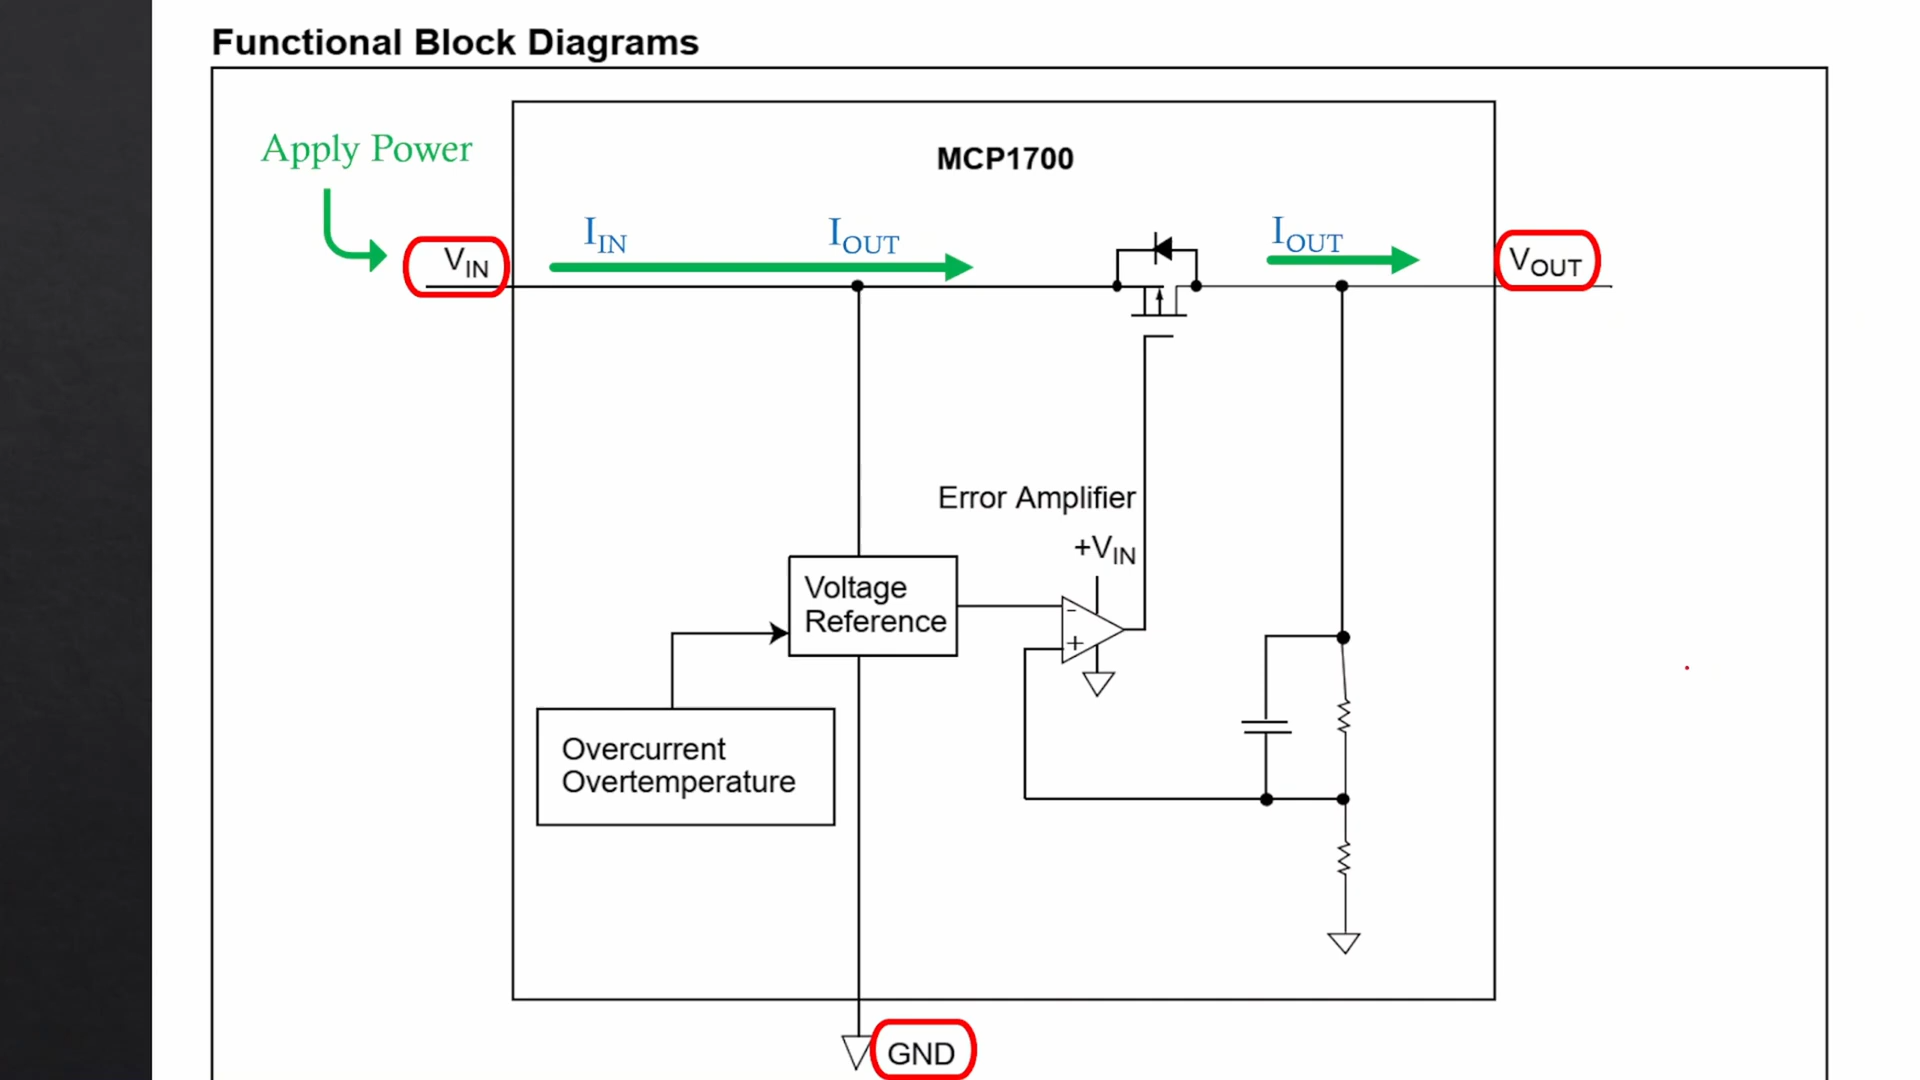 Functional Block Diagrams
Apply Power
MCP1700
IIN
IOUT
IOUT
VIN
VOUT
Error Amplifier
+VIN
Voltage
Reference
-
+
Overcurrent
Overtemperature
GND